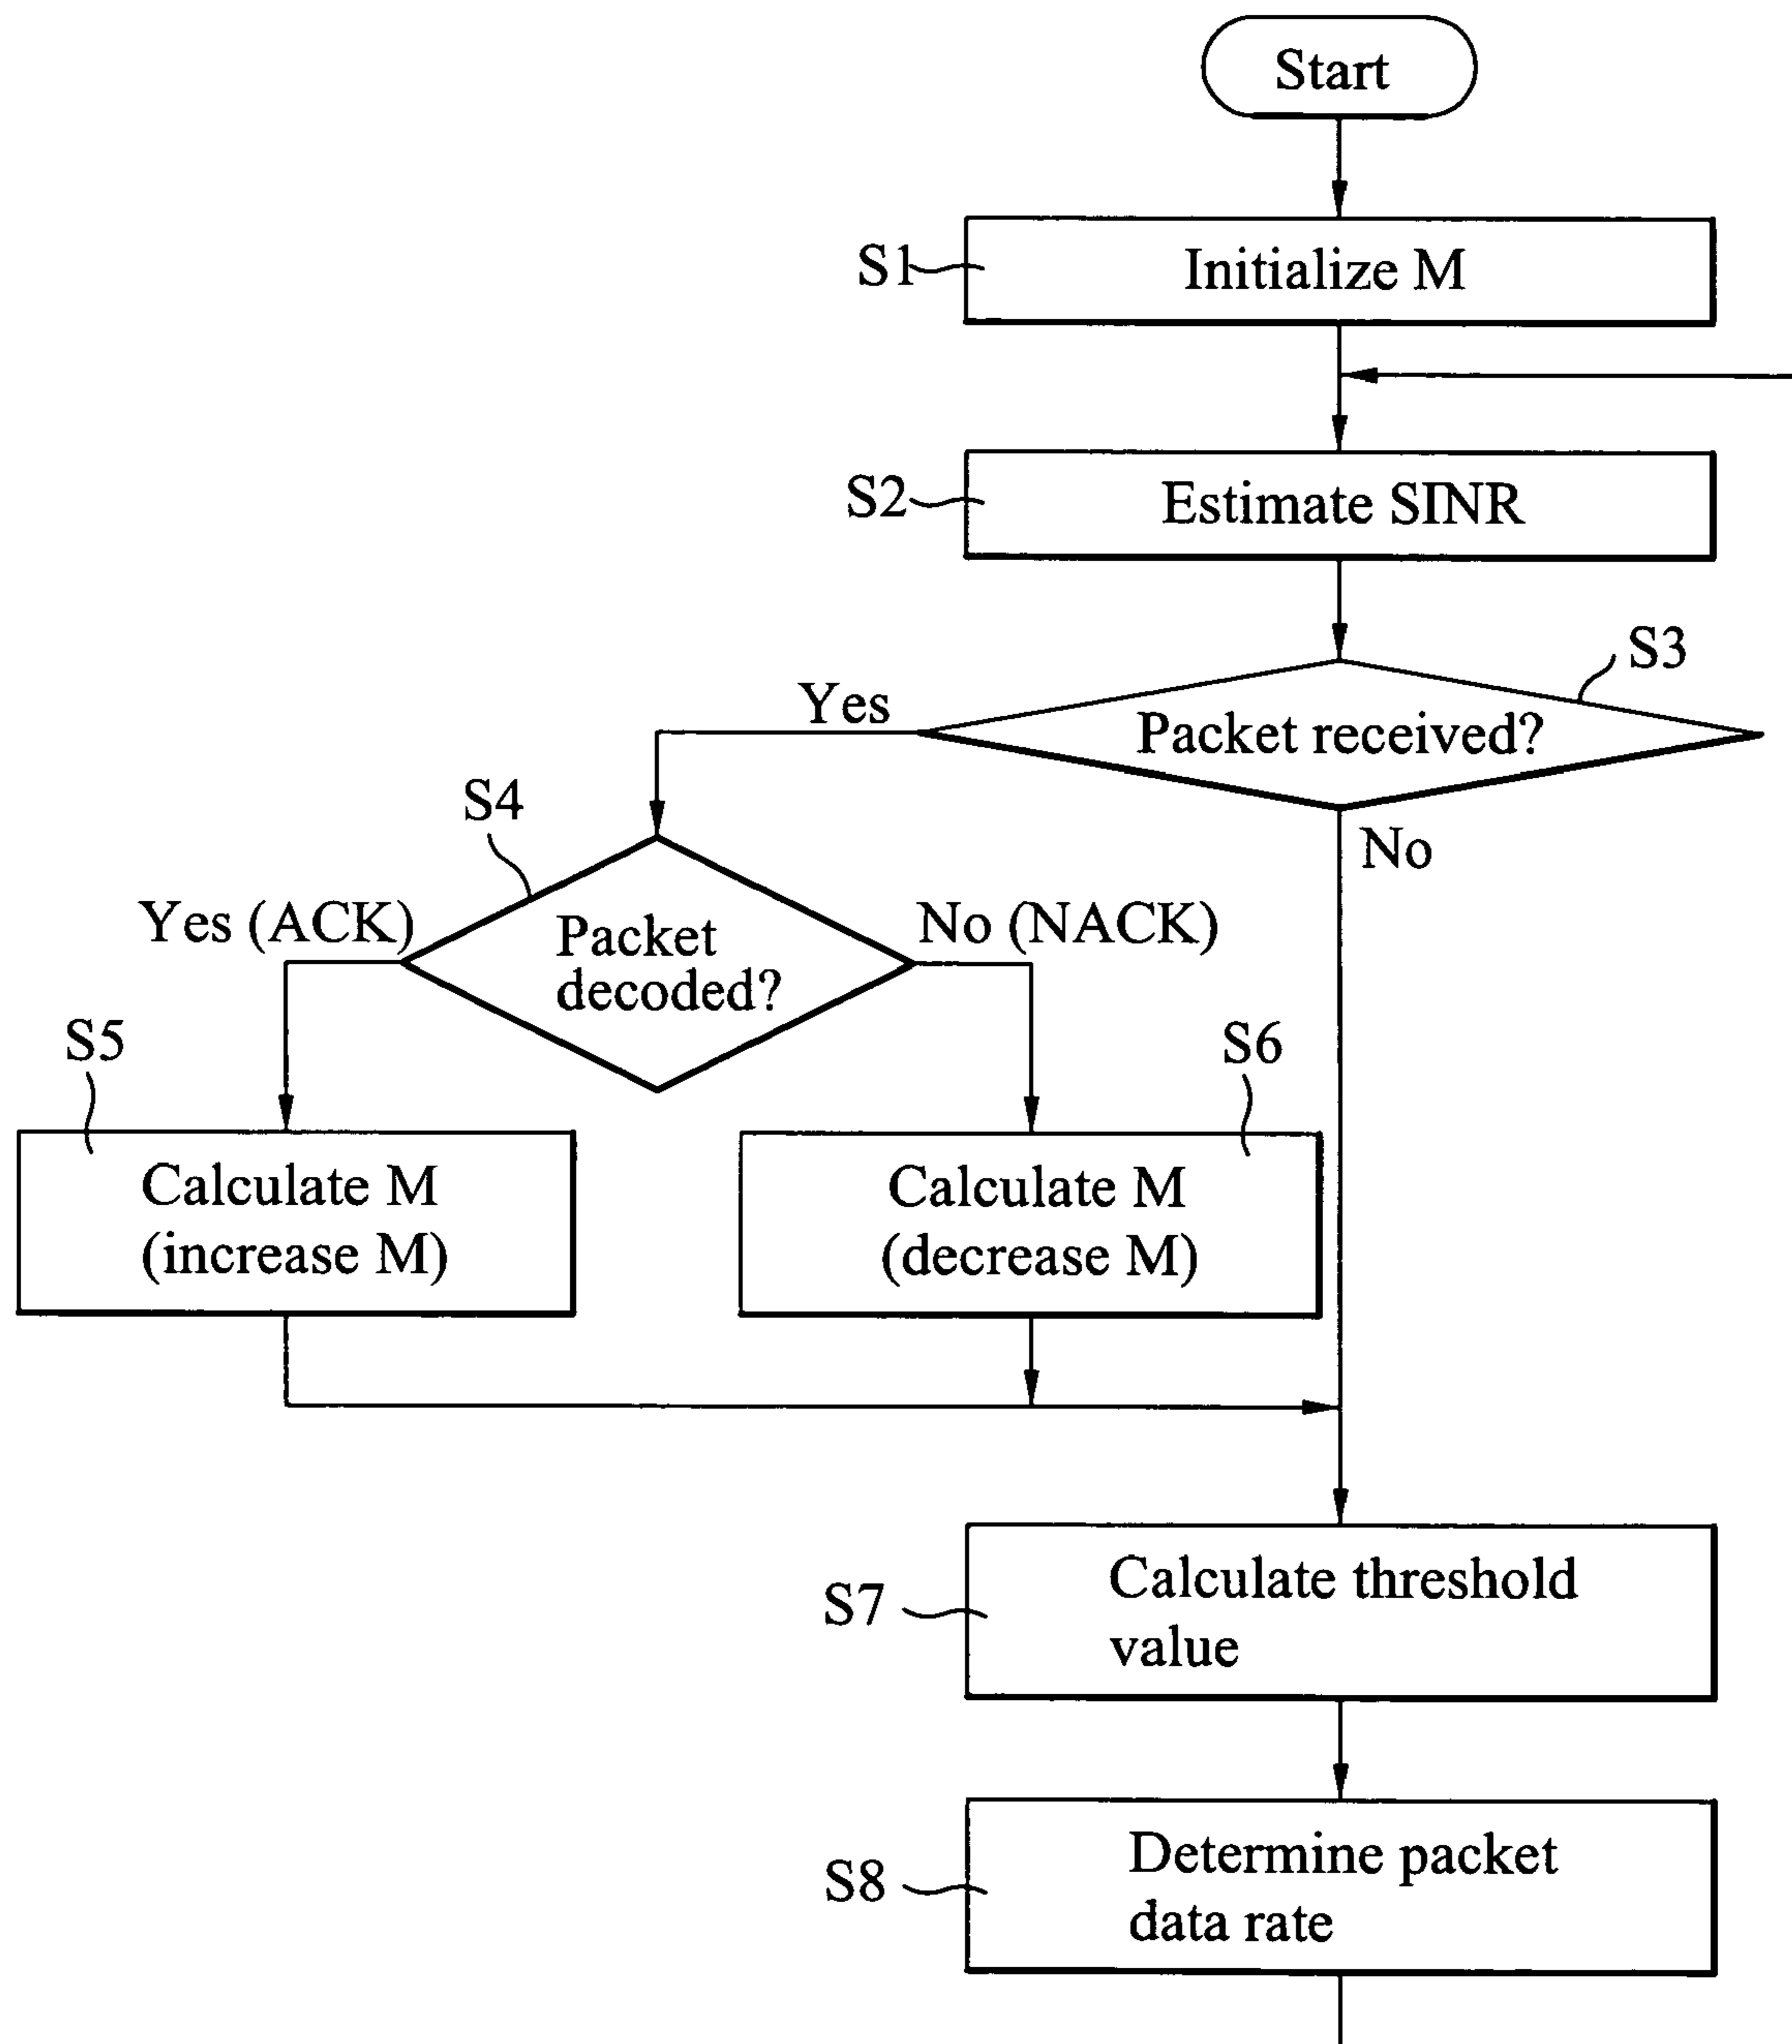 Start
S1
Initialize M
S2
Estimate SINR
S3
Yes
Packet received?
No
S4
Yes (ACK)
No (NACK)
Packet
decoded?
S5
S6
Calculate M
(increase M)
Calculate M
(decrease M)
S7
Calculate threshold
value
S8
Determine packet
data rate